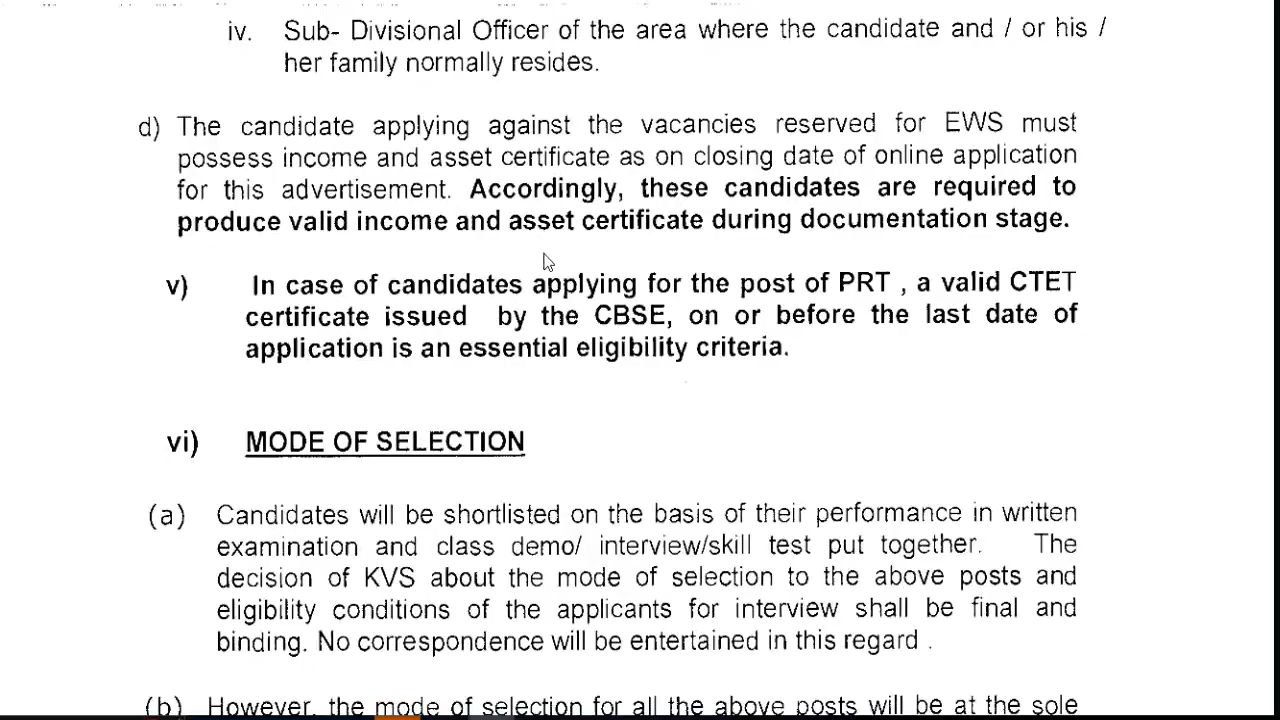 iv. Sub- Divisional Officer of the area where the candidate and / or his /
her family normally resides.
d) The candidate applying against the vacancies reserved for EWS must
possess income and asset certificate as on closing date of online application
for this advertisement. Accordingly, these candidates are required to
produce valid income and asset certificate during documentation stage.
v) In case of candidates applying for the post of PRT , a valid CTET
certificate issued by the CBSE, on or before the last date of
application is an essential eligibility criteria.
vi) MODE OF SELECTION
(a) Candidates will be shortlisted on the basis of their performance in written
examination and class demo/ interview/skill test put together. The
decision of KVS about the mode of selection to the above posts and
eligibility conditions of the applicants for interview shall be final and
binding. No correspondence will be entertained in this regard .
(b) However, the mode of selection for all the above posts will be at the sole